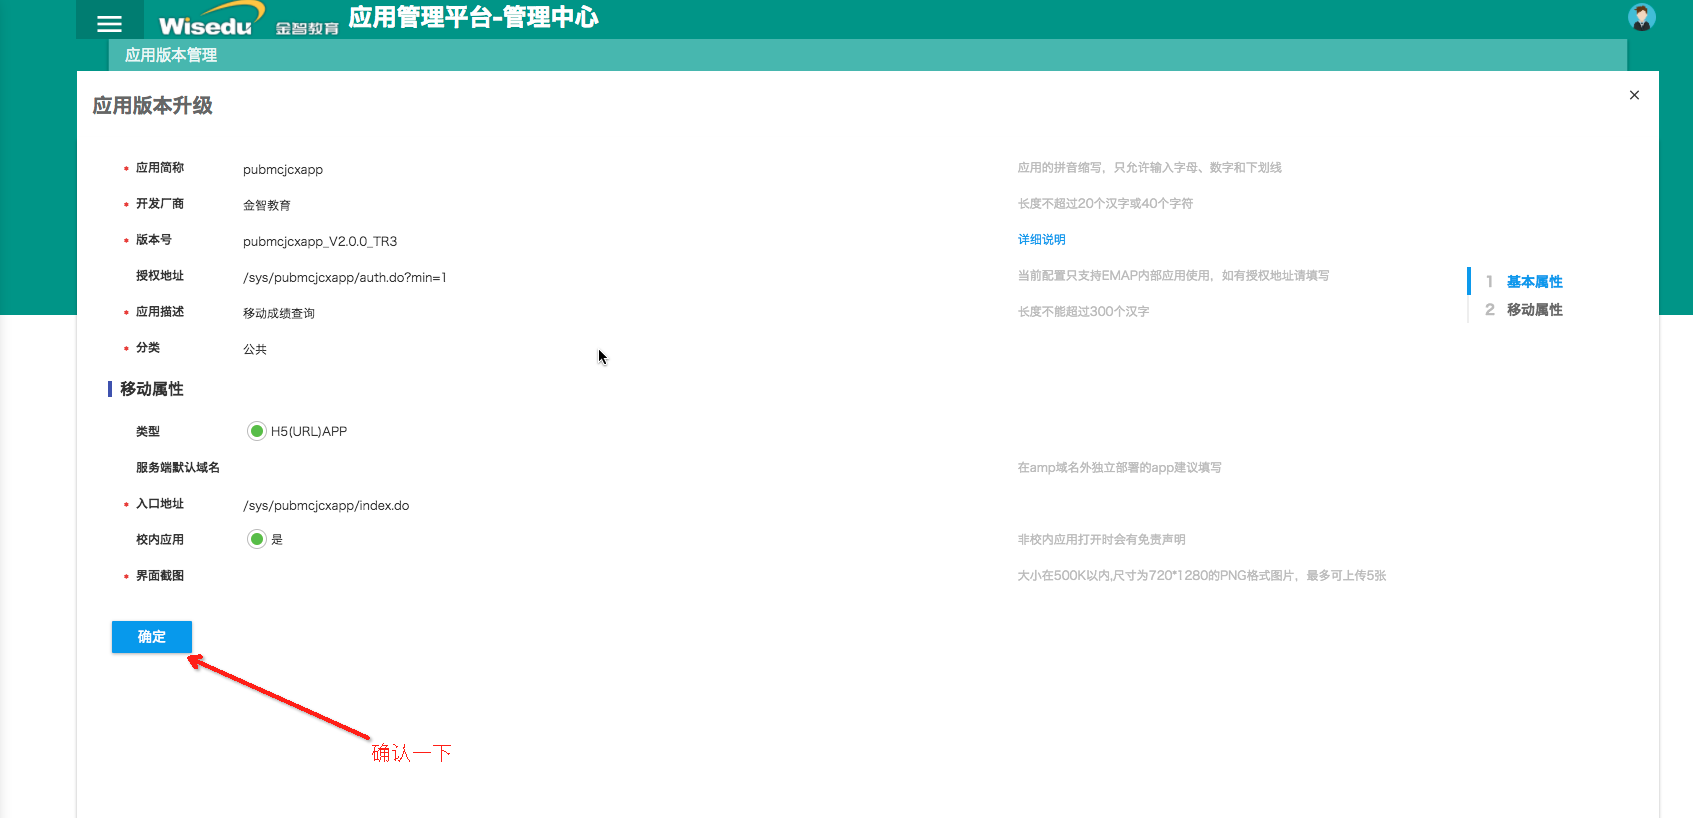 Wisedu 金智教育 应用管理平台-管理中心
应用版本管理
应用版本升级
* 应用简称 pubmcjcxapp 应用的拼音缩写，只允许输入字母、数字和下划线
* 开发厂商 金智教育 长度不超过20个汉字或40个字符
* 版本号 pubmcjcxapp_V2.0.0_TR3 详细说明
授权地址 /sys/pubmcjcxapp/auth.do?min=1 当前配置只支持EMAP内部应用使用，如有授权地址请填写
1 基本属性
* 应用描述 移动成绩查询 长度不能超过300个汉字
2 移动属性
* 分类 公共
移动属性
类型 H5(URL)APP
服务端默认域名 在amp域名外独立部署的app建议填写
* 入口地址 /sys/pubmcjcxapp/index.do
校内应用 是 非校内应用打开时会有免责声明
* 界面截图 大小在500K以内,尺寸为720*1280的PNG格式图片，最多可上传5张
确定
确认一下